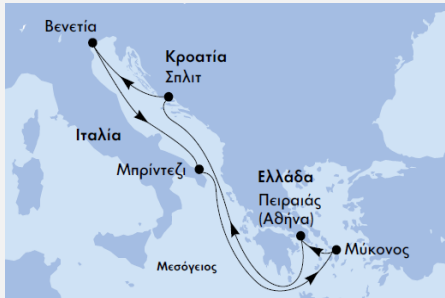 Βενετία
Κροατία
Σπλιτ
Ιταλία
Μπρίντεζι
Ελλάδα
Πειραιάς
(Αθήνα)
Μύκονος
Μεσόγειος